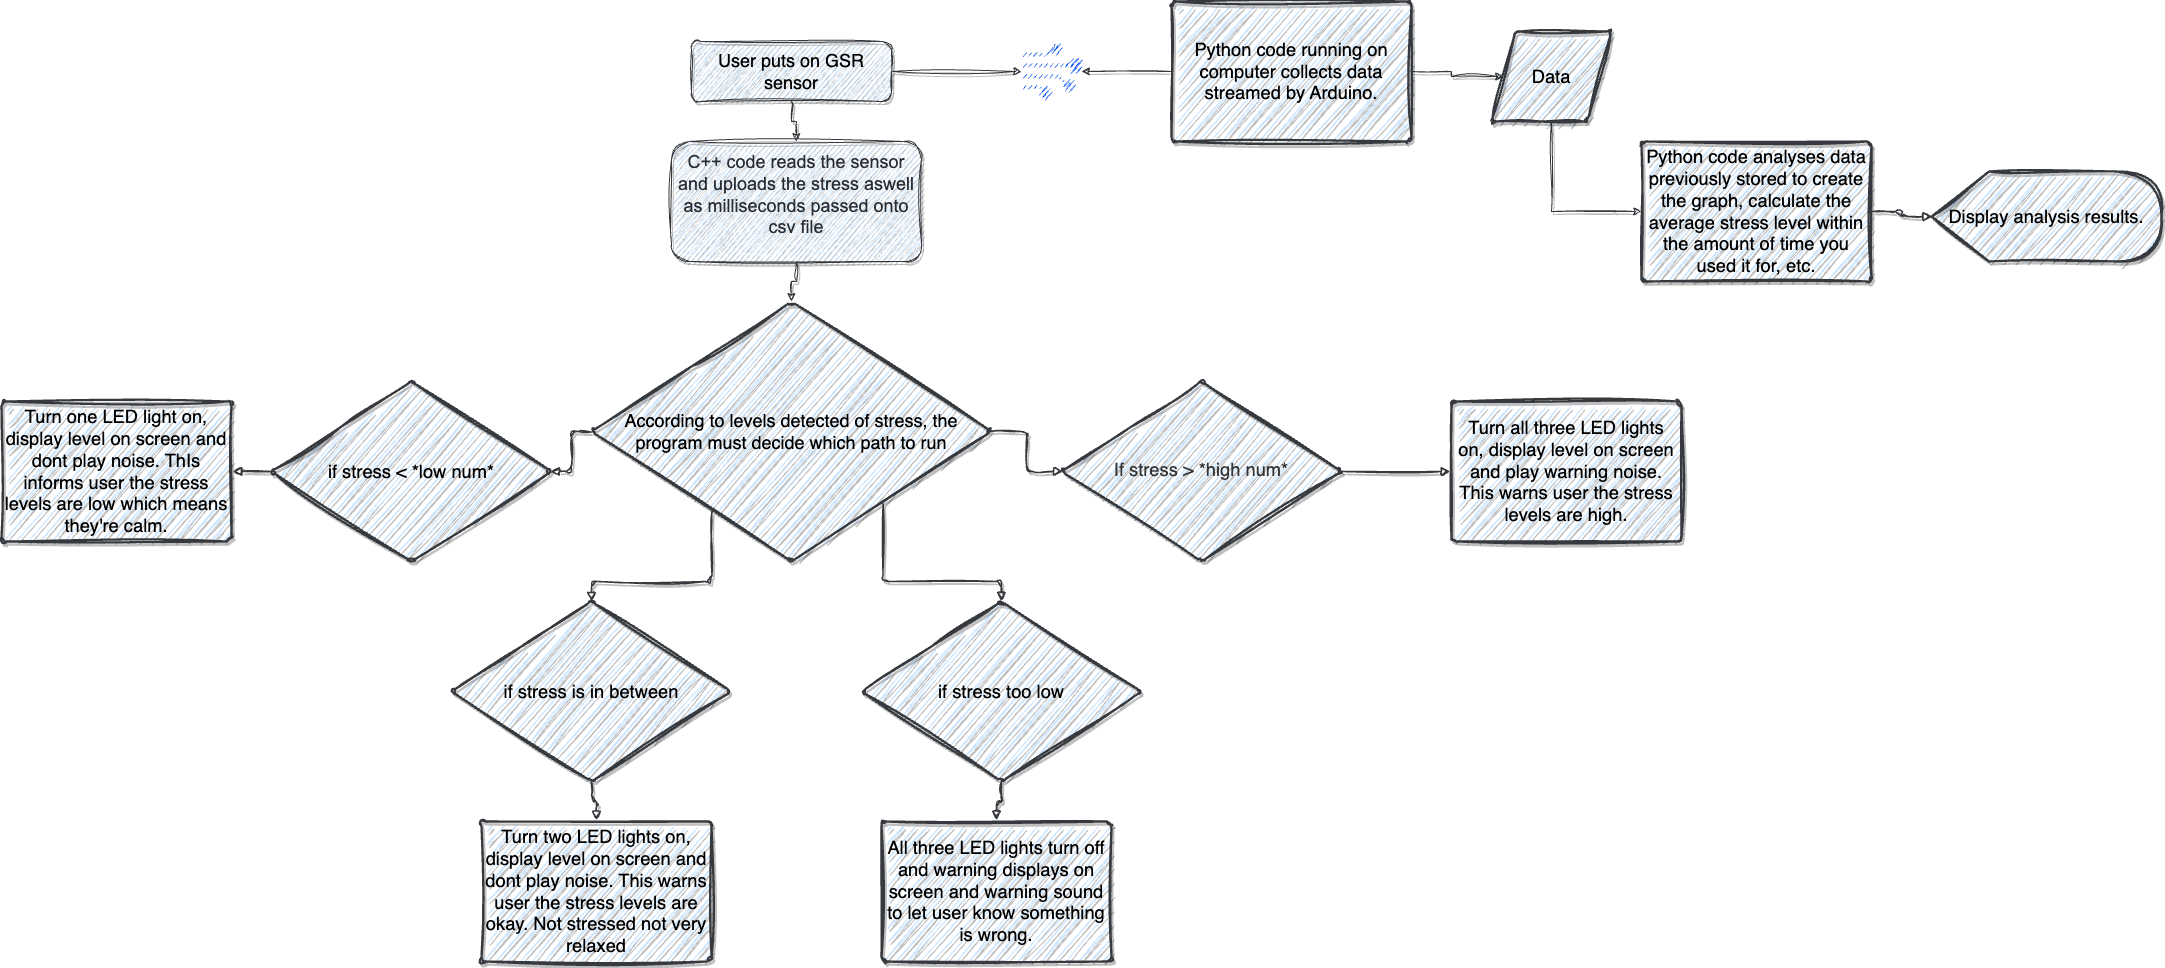 User puts on GSR
sensor
Python code running on
computer collects data
streamed by Arduino.
Data
C++ code reads the sensor
and uploads the stress aswell
as milliseconds passed onto
csv file
Python code analyses data
previously stored to create
the graph, calculate the
average stress level within
the amount of time you
used it for, etc.
Display analysis results.
According to levels detected of stress, the
program must decide which path to run
Turn one LED light on,
display level on screen and
dont play noise. ThIs
informs user the stress
levels are low which means
they're calm.
if stress < *low num*
If stress > *high num*
Turn all three LED lights
on, display level on screen
and play warning noise.
This warns user the stress
levels are high.
if stress is in between
if stress too low
Turn two LED lights on,
display level on screen and
dont play noise. This warns
user the stress levels are
okay. Not stressed not very
relaxed
All three LED lights turn off
and warning displays on
screen and warning sound
to let user know something
is wrong.